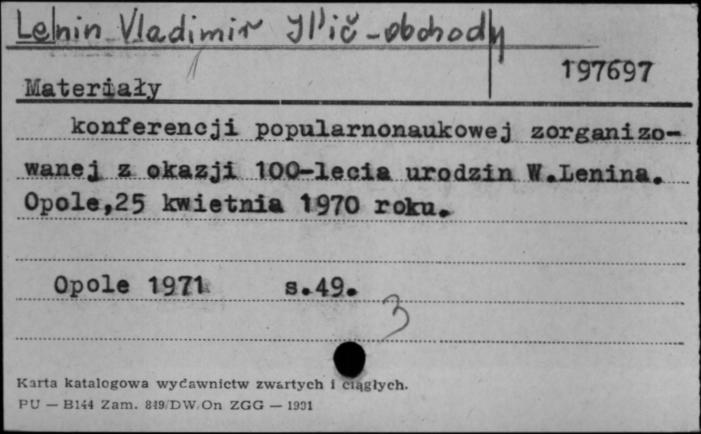 Lenin Vladimir Il'ič - obchody
197697
Materiały
konferencji popularnonaukowej zorganizo-
wanej z okazji 100-lecia urodzin W.Lenina.
Opole,25 kwietnia 1970 roku.
Opole 1971 s.49.
3
Karta katalogowa wydawnictw zwartych i ciągłych.
PU — B144 Zam. 849/DW/On ZGG — 1991